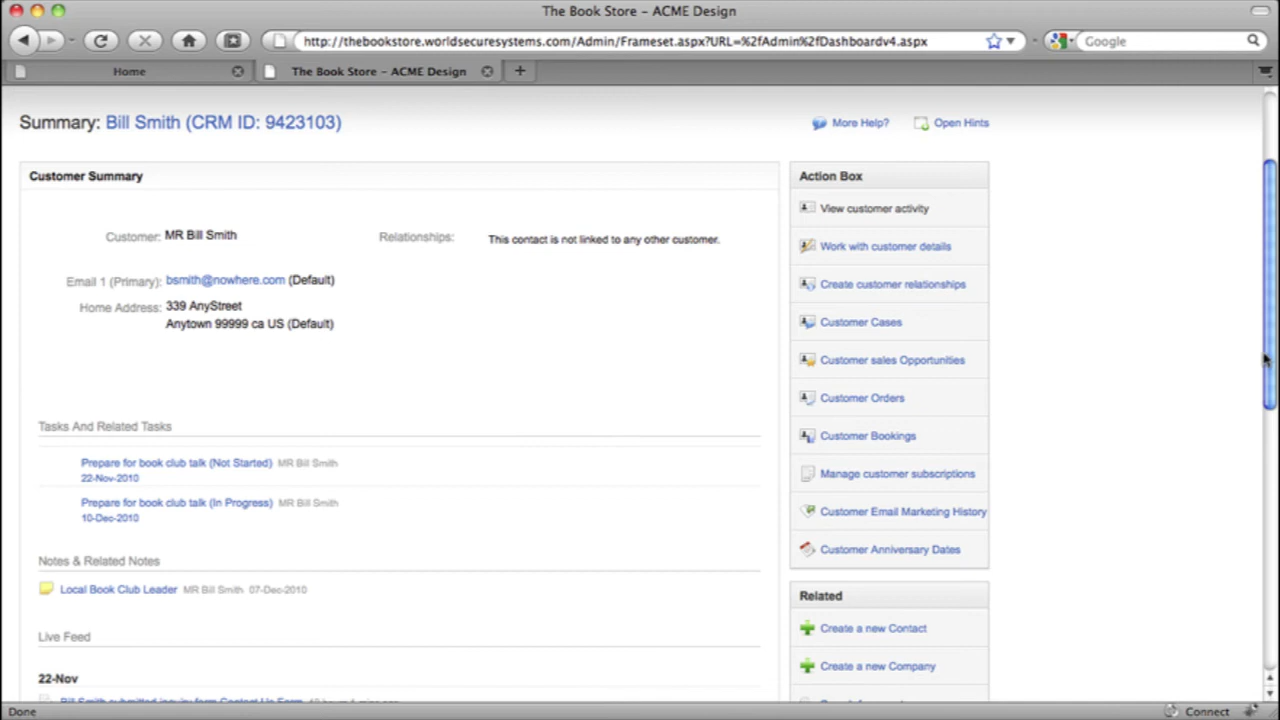 The Book Store – ACME Design
http://thebookstore.worldsecuresystems.com/Admin/Frameset.aspx?URL=%2fAdmin%2fDashboardv4.aspx
Google
Home
The Book Store – ACME Design
Summary: Bill Smith (CRM ID: 9423103)
More Help?
Open Hints
Customer Summary
Customer: MR Bill Smith
Relationships: This contact is not linked to any other customer.
Email 1 (Primary): bsmith@nowhere.com (Default)
Home Address: 339 AnyStreet
Anytown 99999 ca US (Default)
Tasks And Related Tasks
Prepare for book club talk (Not Started) MR Bill Smith
22-Nov-2010
Prepare for book club talk (In Progress) MR Bill Smith
10-Dec-2010
Notes & Related Notes
Local Book Club Leader MR Bill Smith 07-Dec-2010
Live Feed
22-Nov
Bill Smith submitted inquiry form Contact Us Form
Action Box
View customer activity
Work with customer details
Create customer relationships
Customer Cases
Customer sales Opportunities
Customer Orders
Customer Bookings
Manage customer subscriptions
Customer Email Marketing History
Customer Anniversary Dates
Related
Create a new Contact
Create a new Company
Done
Connect